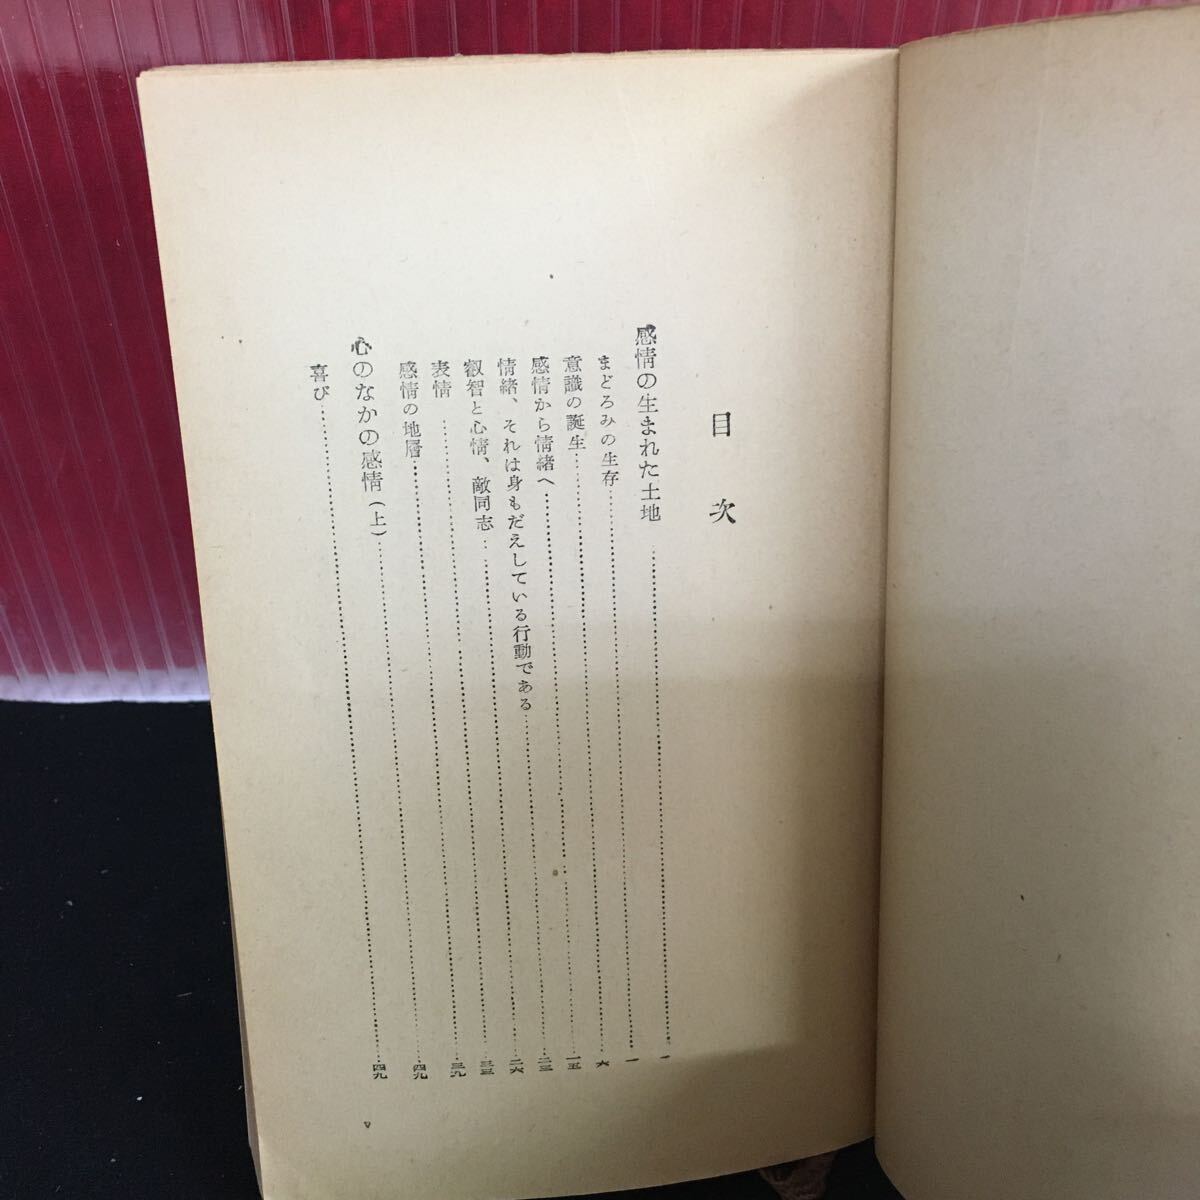 目次
感情の生まれた土地…………一
まどろみの生存…………一
意識の誕生…………六
感情から情緒へ…………一五
情緒、それは身もだえしている行動である…………二三
叡智と心情、敵同志…………二六
表情…………三三
感情の地層…………三九
心のなかの感情(上)…………四九
喜び…………四九
v